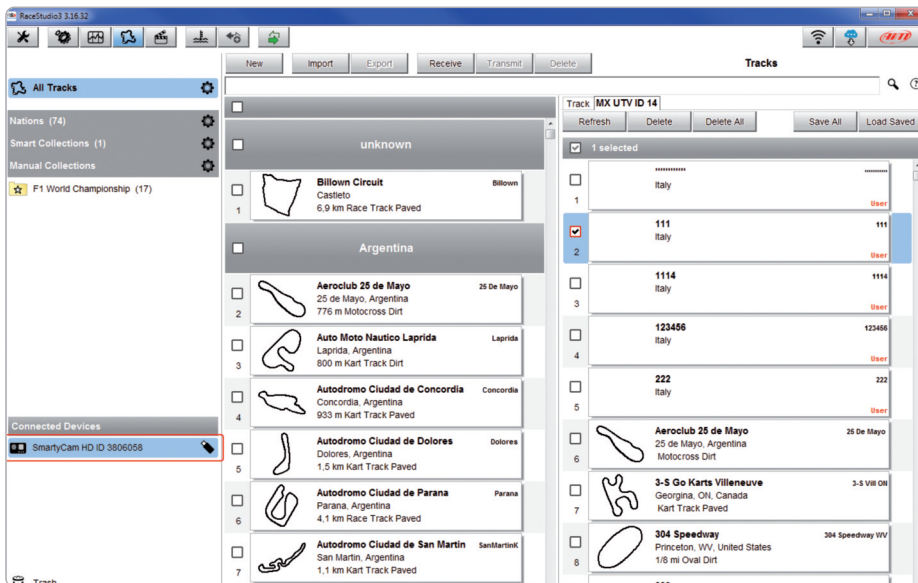 RaceStudio3 3.16.32
AiM
New Import Export Receive Transmit Delete Tracks
All Tracks
Nations (74)
Smart Collections (1)
Manual Collections
F1 World Championship (17)
Connected Devices
SmartyCam HD ID 3806058
Trash
unknown
Billown Circuit Billown
Castleto
6,9 km Race Track Paved
1
Argentina
Aeroclub 25 de Mayo 25 De Mayo
25 de Mayo, Argentina
776 m Motocross Dirt
2
Auto Moto Nautico Laprida Laprida
Laprida, Argentina
800 m Kart Track Dirt
3
Autodromo Ciudad de Concordia Concordia
Concordia, Argentina
933 m Kart Track Paved
4
Autodromo Ciudad de Dolores Dolores
Dolores, Argentina
1,5 km Kart Track Paved
5
Autodromo Ciudad de Parana Parana
Parana, Argentina
4,1 km Race Track Paved
6
Autodromo Ciudad de San Martin SanMartinK
San Martin, Argentina
1,1 km Kart Track Paved
7
Track MX UTV ID 14
Refresh Delete Delete All Save All Load Saved
1 selected
Italy
1 User
111 111
Italy
2 User
1114 1114
Italy
3 User
123456 123456
Italy
4 User
222 222
Italy
5 User
Aeroclub 25 de Mayo 25 De Mayo
25 de Mayo, Argentina
Motocross Dirt
6
3-S Go Karts Villeneuve 3-S Vill ON
Georgina, ON, Canada
Kart Track Paved
7
304 Speedway 304 Speedway WV
Princeton, WV, United States
1/8 mi Oval Dirt
8